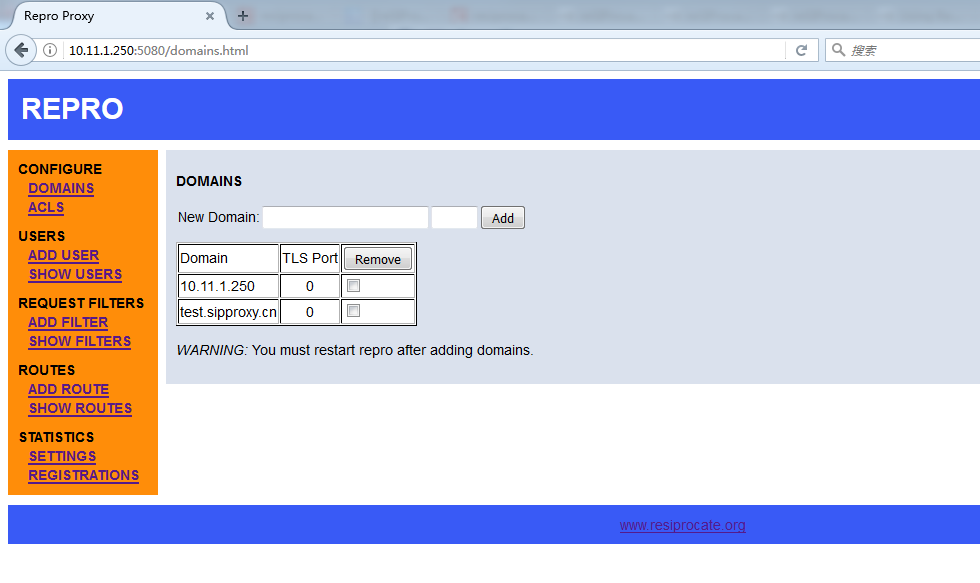 Repro Proxy
10.11.1.250:5080/domains.html
搜索
REPRO
CONFIGURE
DOMAINS
ACLS
USERS
ADD USER
SHOW USERS
REQUEST FILTERS
ADD FILTER
SHOW FILTERS
ROUTES
ADD ROUTE
SHOW ROUTES
STATISTICS
SETTINGS
REGISTRATIONS
DOMAINS
New Domain: Add
Domain TLS Port Remove
10.11.1.250 0
test.sipproxy.cn 0
WARNING: You must restart repro after adding domains.
www.resiprocate.org